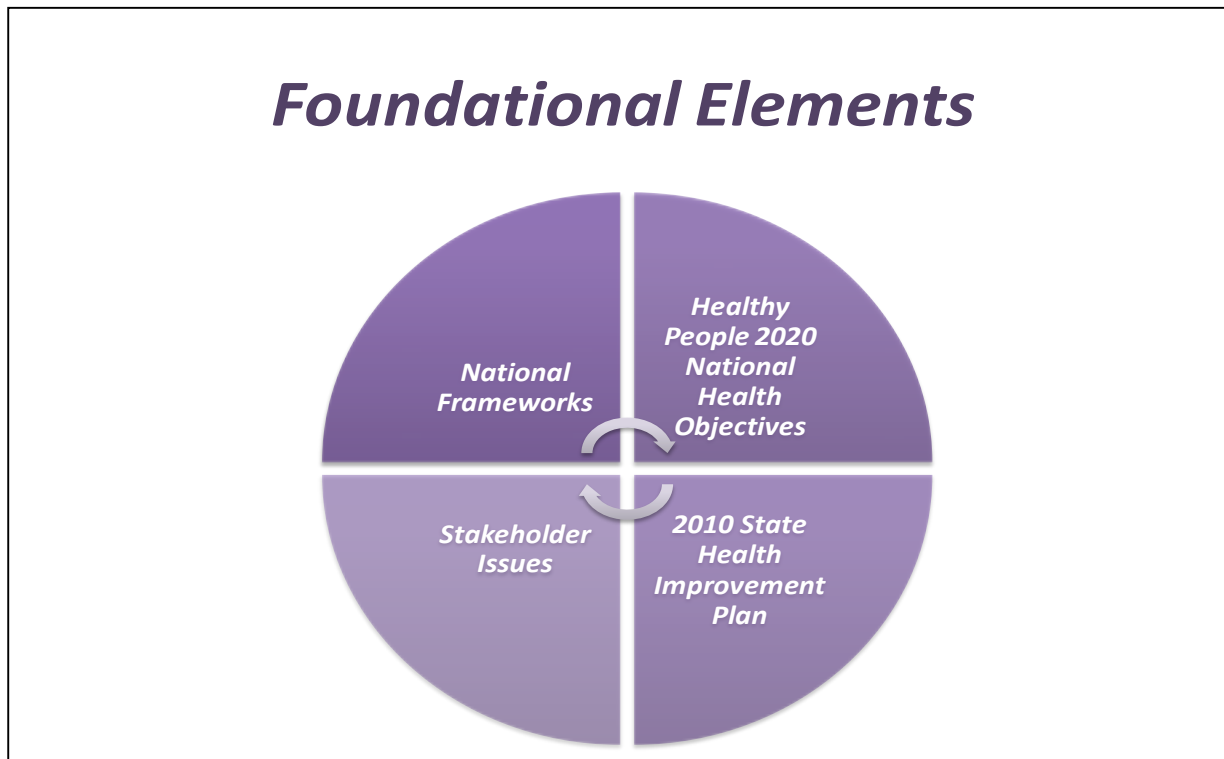 Foundational Elements
National
Frameworks
Healthy
People 2020
National
Health
Objectives
Stakeholder
Issues
2010 State
Health
Improvement
Plan